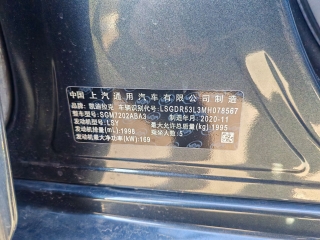 中国上汽通用汽车有限公司制造
品牌:凯迪拉克 车辆识别代号:LSGDR53L3MH078567
整车型号:SGM7202ABA3 制造年月:2020-11
发动机型号:LSY 最大允许总质量(kg):1995
发动机排量(mL):1998 乘坐人数:5
发动机最大净功率(kW):169